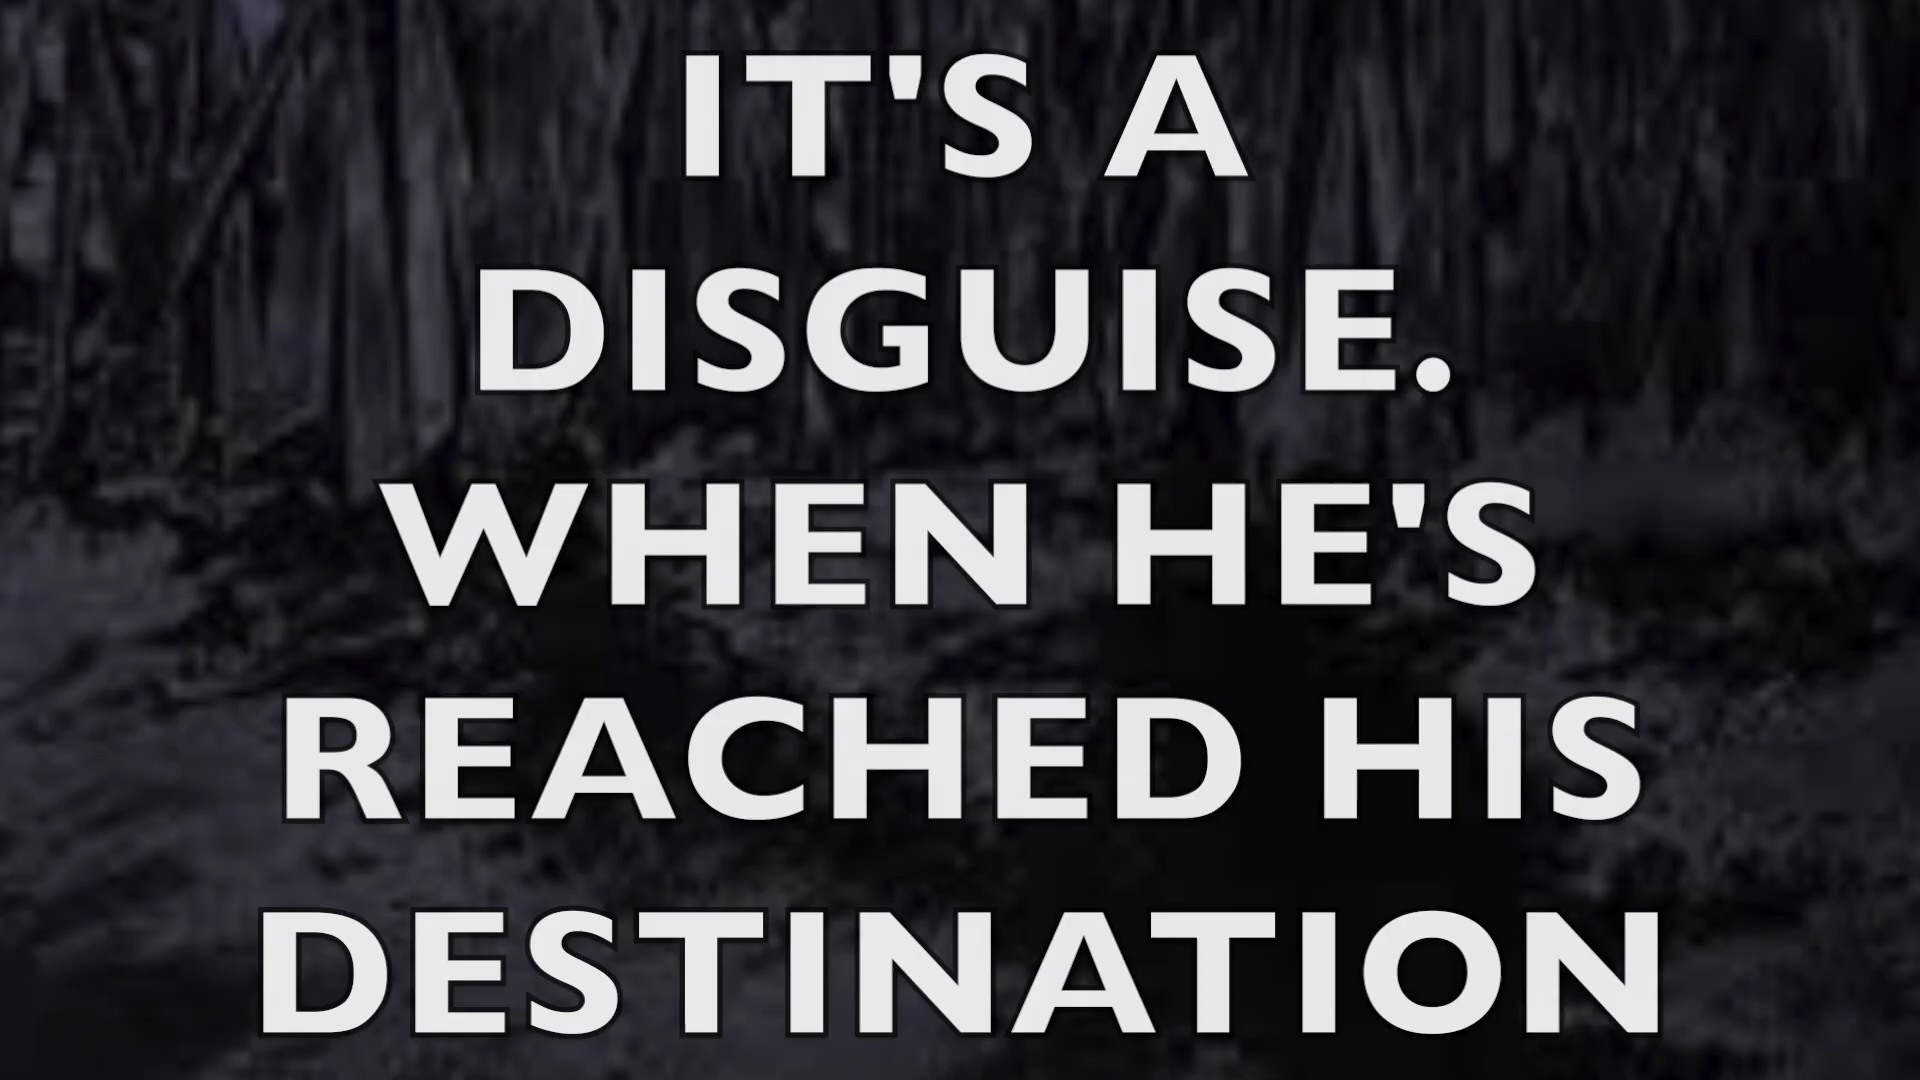 IT'S A
DISGUISE.
WHEN HE'S
REACHED HIS
DESTINATION